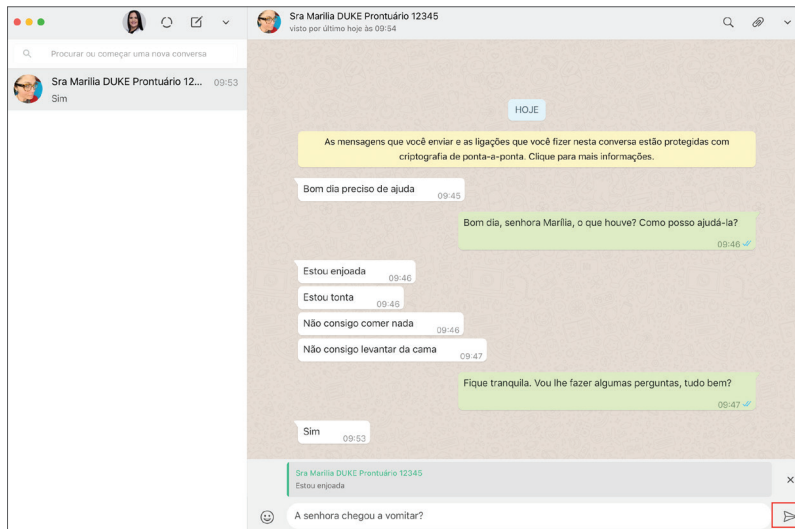 Sra Marilia DUKE Prontuário 12345
visto por último hoje às 09:54
Procurar ou começar uma nova conversa
Sra Marilia DUKE Prontuário 12... 09:53
Sim
HOJE
As mensagens que você enviar e as ligações que você fizer nesta conversa estão protegidas com
criptografia de ponta-a-ponta. Clique para mais informações.
Bom dia preciso de ajuda 09:45
Bom dia, senhora Marília, o que houve? Como posso ajudá-la?
09:46
Estou enjoada 09:46
Estou tonta 09:46
Não consigo comer nada 09:46
Não consigo levantar da cama 09:47
Fique tranquila. Vou lhe fazer algumas perguntas, tudo bem?
09:47
Sim 09:53
Sra Marilia DUKE Prontuário 12345
Estou enjoada
A senhora chegou a vomitar?